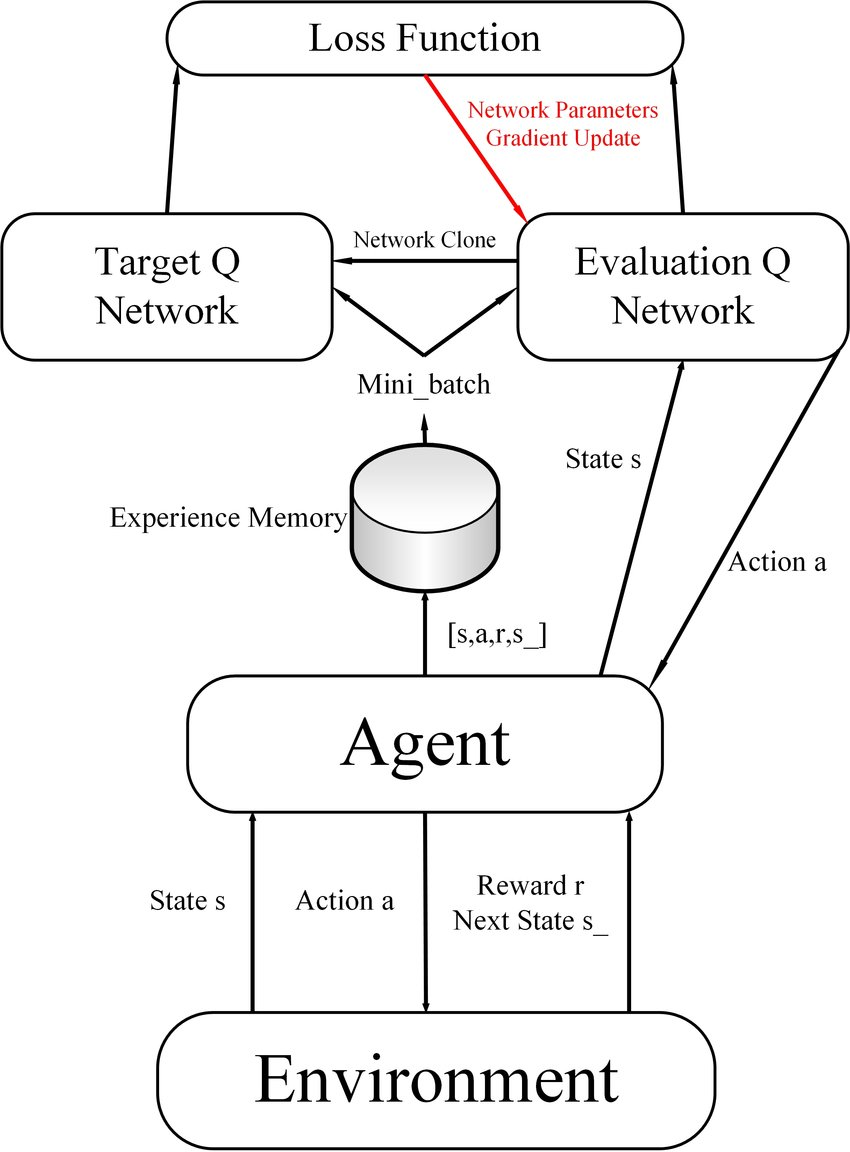 Loss Function
Network Parameters
Gradient Update
Target Q
Network
Network Clone
Evaluation Q
Network
Mini_batch
State s
Experience Memory
Action a
[s,a,r,s_]
Agent
State s
Action a
Reward r
Next State s_
Environment